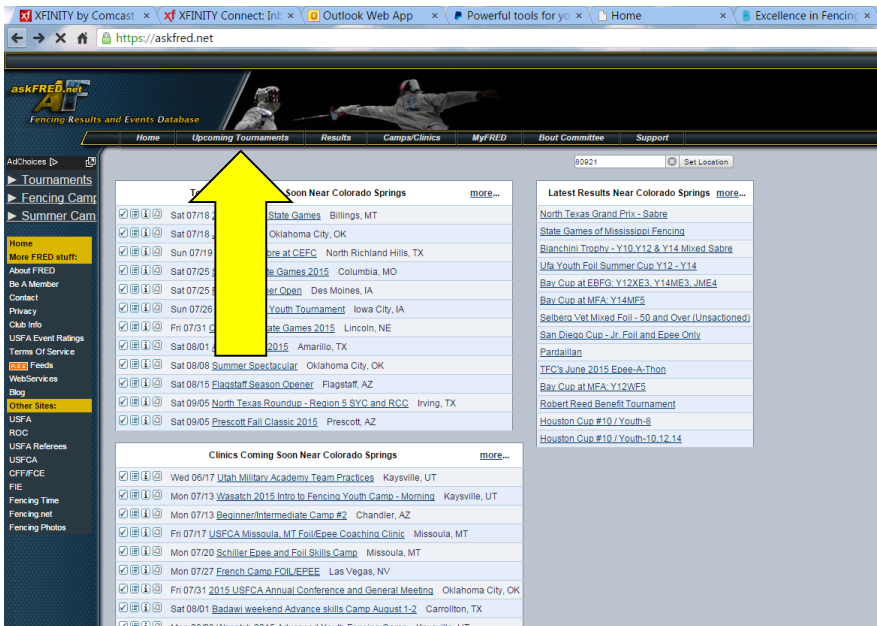 XFINITY by Comcast
XFINITY Connect: Inb
Outlook Web App
Powerful tools for yo
Home
Excellence in Fencing
https://askfred.net
askFRED.net
Fencing Results and Events Database
Home Upcoming Tournaments Results Camps/Clinics MyFRED Bout Committee Support
AdChoices
► Tournaments
► Fencing Camp
► Summer Cam
Home
More FRED stuff:
About FRED
Be A Member
Contact
Privacy
Club Info
USFA Event Ratings
Terms Of Service
RSS Feeds
WebServices
Blog
Other Sites:
USFA
ROC
USFA Referees
USFCA
CFF/FCE
FIE
Fencing Time
Fencing.net
Fencing Photos
80921 Set Location
Soon Near Colorado Springs more...
Sat 07/18 State Games Billings, MT
Sat 07/18 Oklahoma City, OK
Sun 07/19 bre at CEFC North Richland Hills, TX
Sat 07/25 te Games 2015 Columbia, MO
Sat 07/25 er Open Des Moines, IA
Sun 07/26 Youth Tournament Iowa City, IA
Fri 07/31 ate Games 2015 Lincoln, NE
Sat 08/01 2015 Amarillo, TX
Sat 08/08 Summer Spectacular Oklahoma City, OK
Sat 08/15 Flagstaff Season Opener Flagstaff, AZ
Sat 09/05 North Texas Roundup - Region 5 SYC and RCC Irving, TX
Sat 09/05 Prescott Fall Classic 2015 Prescott, AZ
Clinics Coming Soon Near Colorado Springs more...
Wed 06/17 Utah Military Academy Team Practices Kaysville, UT
Mon 07/13 Wasatch 2015 Intro to Fencing Youth Camp - Morning Kaysville, UT
Mon 07/13 Beginner/Intermediate Camp #2 Chandler, AZ
Fri 07/17 USFCA Missoula, MT Foil/Epee Coaching Clinic Missoula, MT
Mon 07/20 Schiller Epee and Foil Skills Camp Missoula, MT
Mon 07/27 French Camp FOIL/EPEE Las Vegas, NV
Fri 07/31 2015 USFCA Annual Conference and General Meeting Oklahoma City, OK
Sat 08/01 Badawi weekend Advance skills Camp August 1-2 Carrollton, TX
Latest Results Near Colorado Springs more...
North Texas Grand Prix - Sabre
State Games of Mississippi Fencing
Bianchini Trophy - Y10,Y12 & Y14 Mixed Sabre
Ufa Youth Foil Summer Cup Y12 - Y14
Bay Cup at EBFG: Y12XE3, Y14ME3, JME4
Bay Cup at MFA: Y14MF5
Selberg Vet Mixed Foil - 50 and Over (Unsactioned)
San Diego Cup - Jr. Foil and Epee Only
Pardaillan
TFC's June 2015 Epee-A-Thon
Bay Cup at MFA: Y12WF5
Robert Reed Benefit Tournament
Houston Cup #10 / Youth-8
Houston Cup #10 / Youth-10,12,14